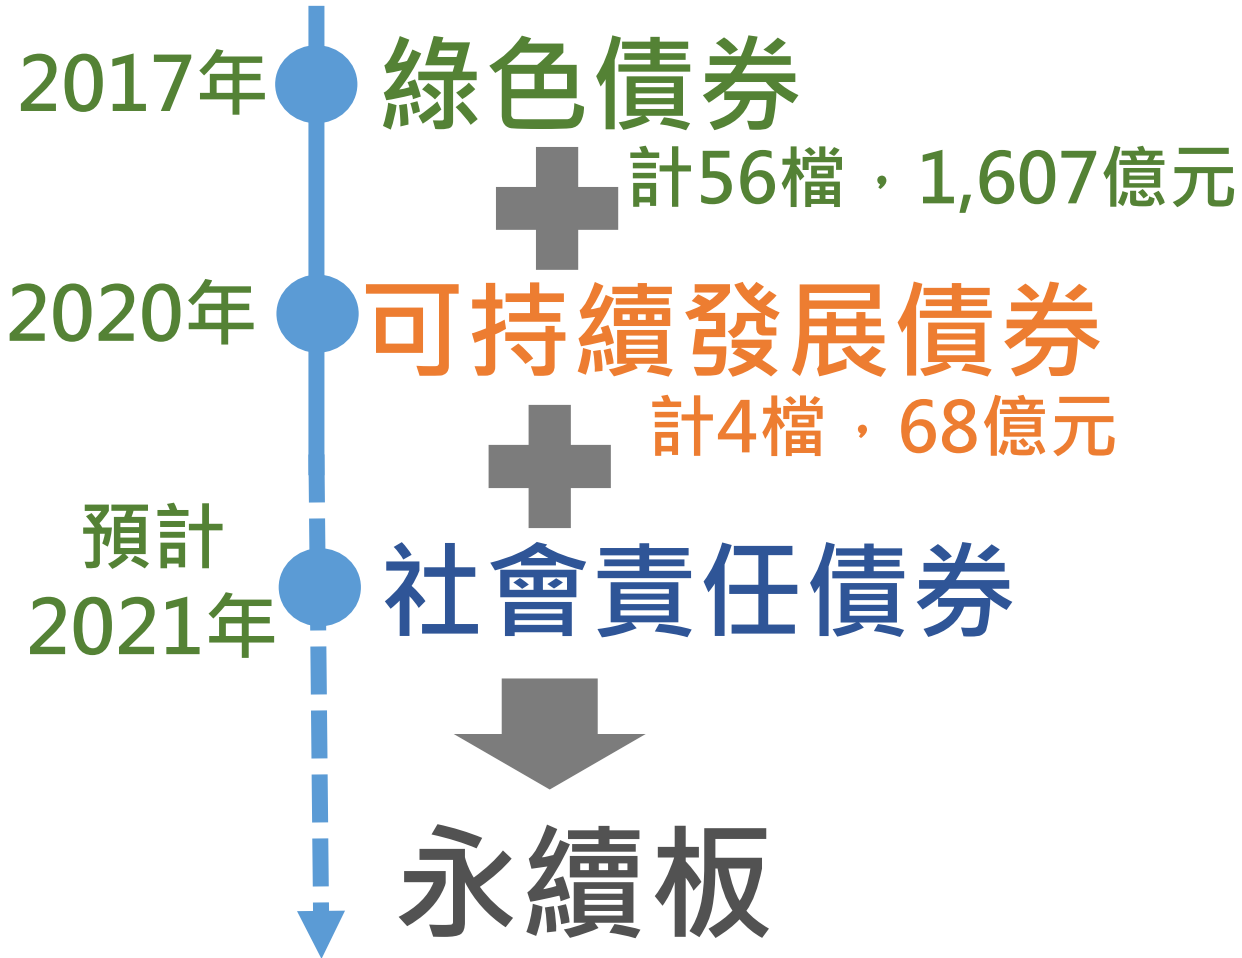 2017年
綠色債券
計56檔，1,607億元
2020年
可持續發展債券
計4檔，68億元
預計
2021年
社會責任債券
永續板